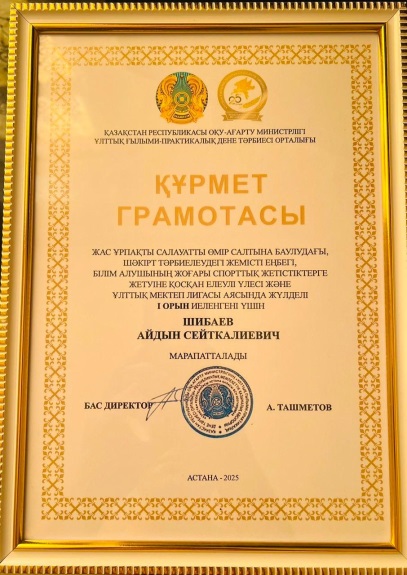 ҚАЗАҚСТАН РЕСПУБЛИКАСЫ ОҚУ-АҒАРТУ МИНИСТРЛІГІ
ҰЛТТЫҚ ҒЫЛЫМИ-ПРАКТИКАЛЫҚ ДЕНЕ ТӘРБИЕСІ ОРТАЛЫҒЫ
ҚҰРМЕТ
ГРАМОТАСЫ
ЖАС ҰРПАҚТЫ САЛАУАТТЫ ӨМІР САЛТЫНА БАУЛУДАҒЫ,
ШӘКІРТ ТӘРБИЕЛЕУДЕГІ ЖЕМІСТІ ЕҢБЕГІ,
БІЛІМ АЛУШЫНЫҢ ЖОҒАРЫ СПОРТТЫҚ ЖЕТІСТІКТЕРГЕ
ЖЕТУІНЕ ҚОСҚАН ЕЛЕУЛІ ҮЛЕСІ ЖӘНЕ
ҰЛТТЫҚ МЕКТЕП ЛИГАСЫ АЯСЫНДА ЖҮЛДЕЛІ
I ОРЫН ИЕЛЕНГЕНІ ҮШІН
ШИБАЕВ
АЙДЫН СЕЙТКАЛИЕВИЧ
МАРАПАТТАЛАДЫ
БАС ДИРЕКТОР
А. ТАШМЕТОВ
АСТАНА - 2025